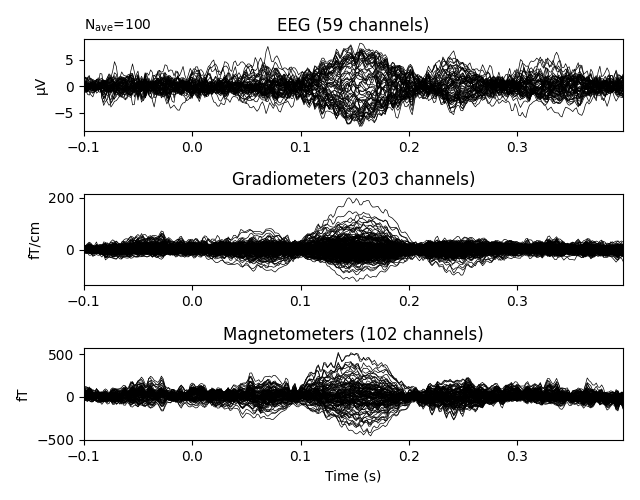 N_ave=100
EEG (59 channels)
5
0
−5
µV
−0.1 0.0 0.1 0.2 0.3
Gradiometers (203 channels)
200
0
fT/cm
−0.1 0.0 0.1 0.2 0.3
Magnetometers (102 channels)
500
0
−500
fT
−0.1 0.0 0.1 0.2 0.3
Time (s)